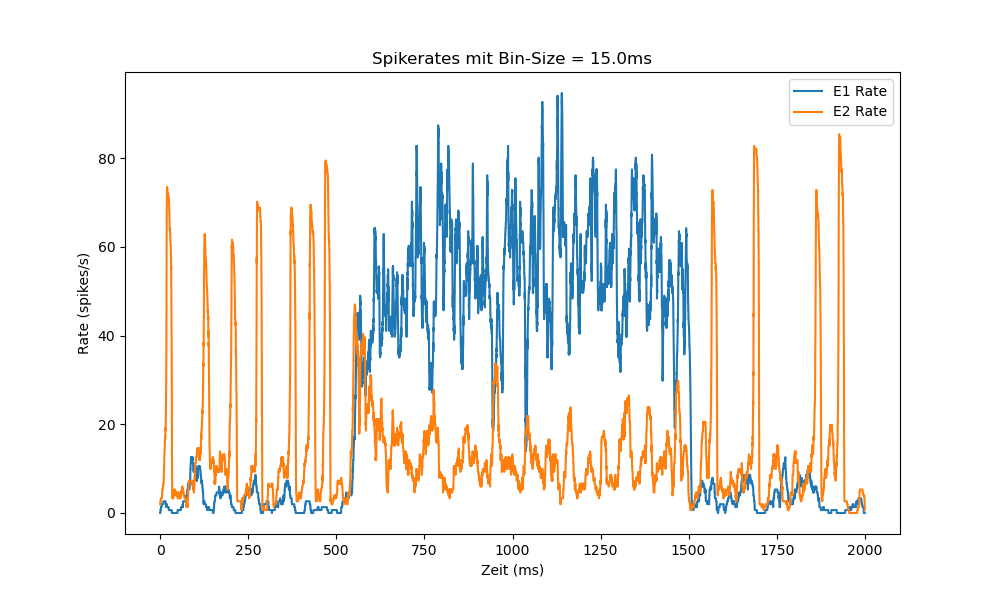 Spikerates mit Bin-Size = 15.0ms
E1 Rate
E2 Rate
Rate (spikes/s)
80
60
40
20
0
0 250 500 750 1000 1250 1500 1750 2000
Zeit (ms)